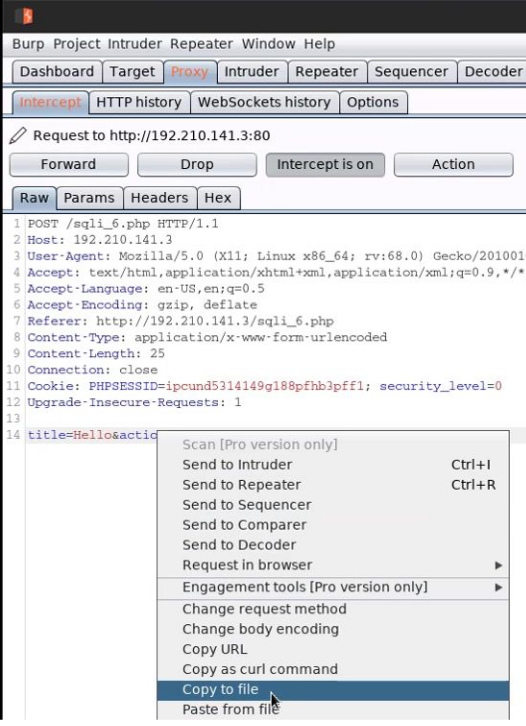 Burp Project Intruder Repeater Window Help
Dashboard Target Proxy Intruder Repeater Sequencer Decoder
Intercept HTTP history WebSockets history Options
Request to http://192.210.141.3:80
Forward Drop Intercept is on Action
Raw Params Headers Hex
1 POST /sqli_6.php HTTP/1.1
2 Host: 192.210.141.3
3 User-Agent: Mozilla/5.0 (X11; Linux x86_64; rv:68.0) Gecko/2010010
4 Accept: text/html,application/xhtml+xml,application/xml;q=0.9,*/*
5 Accept-Language: en-US,en;q=0.5
6 Accept-Encoding: gzip, deflate
7 Referer: http://192.210.141.3/sqli_6.php
8 Content-Type: application/x-www-form-urlencoded
9 Content-Length: 25
10 Connection: close
11 Cookie: PHPSESSID=ipcund5314149g188pfhb3pff1; security_level=0
12 Upgrade-Insecure-Requests: 1
13
14 title=Hello&actio
Scan [Pro version only]
Send to Intruder Ctrl+I
Send to Repeater Ctrl+R
Send to Sequencer
Send to Comparer
Send to Decoder
Request in browser
Engagement tools [Pro version only]
Change request method
Change body encoding
Copy URL
Copy as curl command
Copy to file
Paste from file